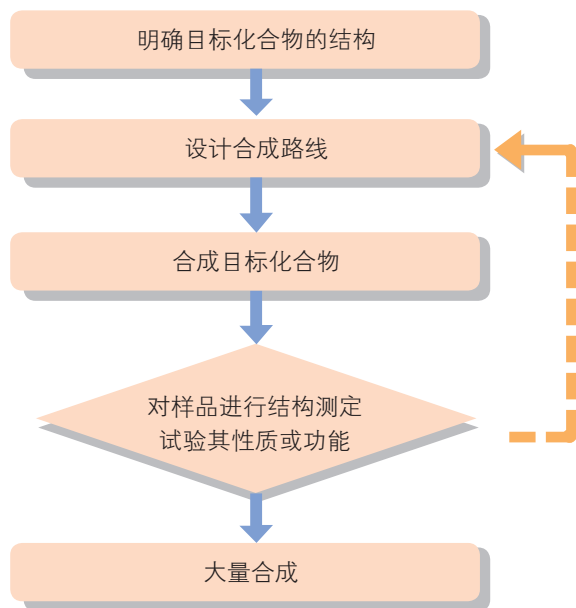 明确目标化合物的结构
设计合成路线
合成目标化合物
对样品进行结构测定
试验其性质或功能
大量合成